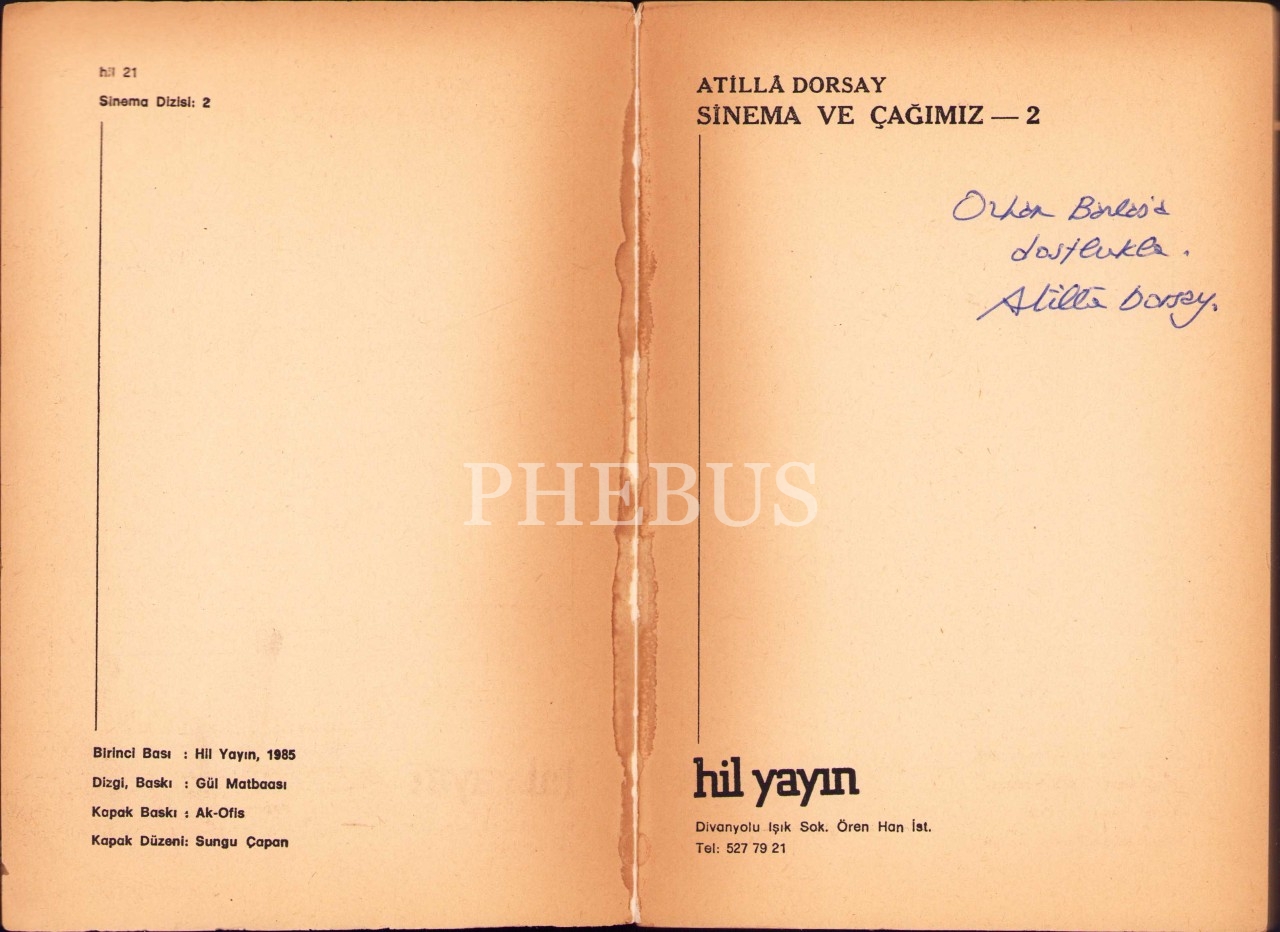 hil 21
Sinema Dizisi: 2
Birinci Bası : Hil Yayın, 1985
Dizgi, Baskı : Gül Matbaası
Kapak Baskı : Ak-Ofis
Kapak Düzeni: Sungu Çapan
ATİLLÂ DORSAY
SİNEMA VE ÇAĞIMIZ — 2
Orhan Barlas'a
dostlukla.
Atillâ Dorsay.
hil yayın
Divanyolu Işık Sok. Ören Han İst.
Tel: 527 79 21
PHEBUS